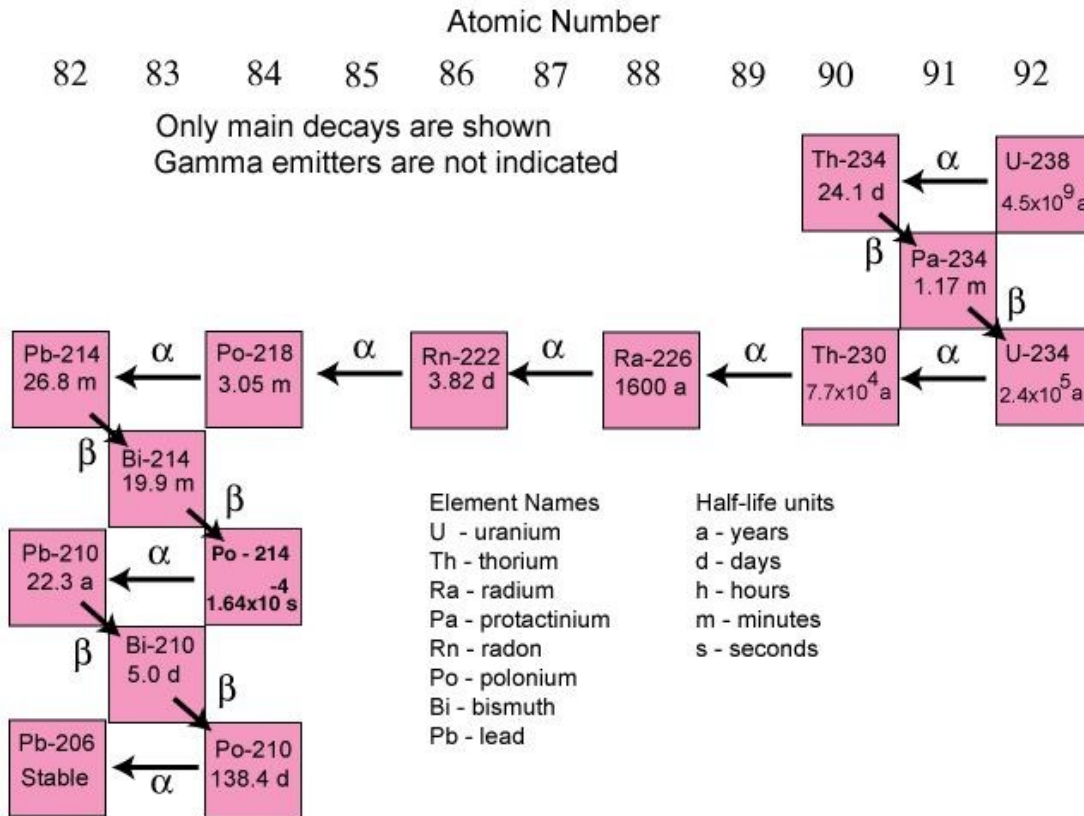 Atomic Number
82 83 84 85 86 87 88 89 90 91 92
Only main decays are shown
Gamma emitters are not indicated
Th-234
24.1 d
α
U-238
4.5x10⁹ a
β
Pa-234
1.17 m
β
Pb-214
26.8 m
α
Po-218
3.05 m
α
Rn-222
3.82 d
α
Ra-226
1600 a
α
Th-230
7.7x10⁴ a
α
U-234
2.4x10⁵ a
β
Bi-214
19.9 m
β
Pb-210
22.3 a
α
Po - 214
1.64x10⁻⁴ s
β
Bi-210
5.0 d
β
Pb-206
Stable
α
Po-210
138.4 d
Element Names
U - uranium
Th - thorium
Ra - radium
Pa - protactinium
Rn - radon
Po - polonium
Bi - bismuth
Pb - lead
Half-life units
a - years
d - days
h - hours
m - minutes
s - seconds